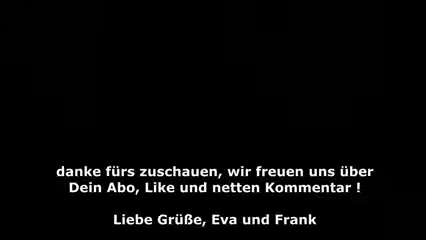 danke fürs zuschauen, wir freuen uns über
Dein Abo, Like und netten Kommentar !
Liebe Grüße, Eva und Frank